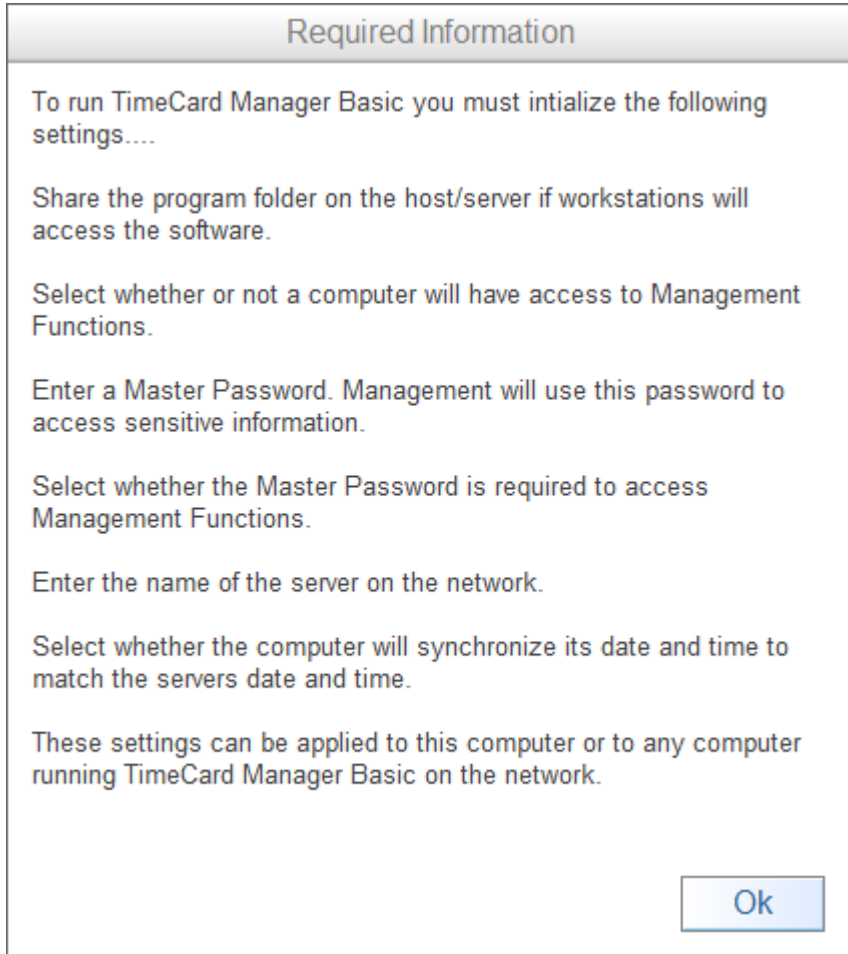 Required Information
To run TimeCard Manager Basic you must intialize the following
settings....
Share the program folder on the host/server if workstations will
access the software.
Select whether or not a computer will have access to Management
Functions.
Enter a Master Password. Management will use this password to
access sensitive information.
Select whether the Master Password is required to access
Management Functions.
Enter the name of the server on the network.
Select whether the computer will synchronize its date and time to
match the servers date and time.
These settings can be applied to this computer or to any computer
running TimeCard Manager Basic on the network.
Ok